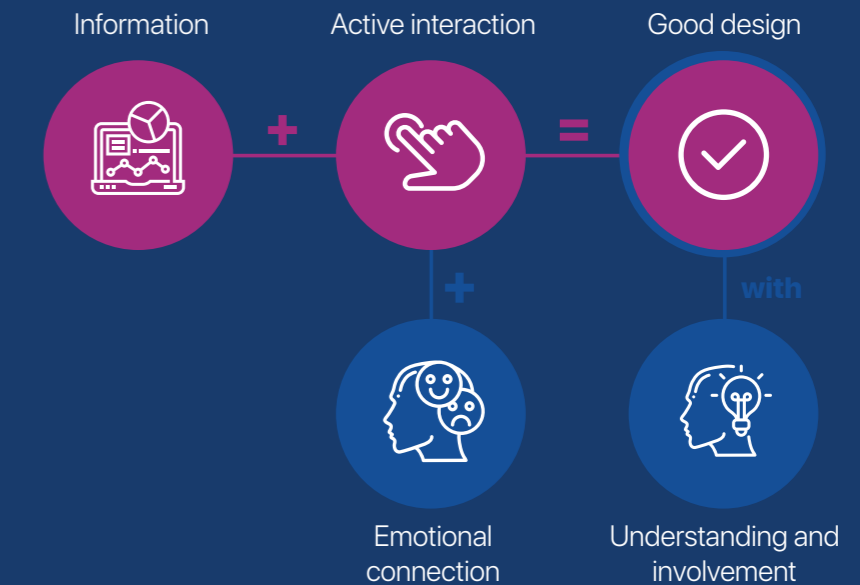 Information
Active interaction
Good design
+
=
+
with
Emotional
connection
Understanding and
involvement